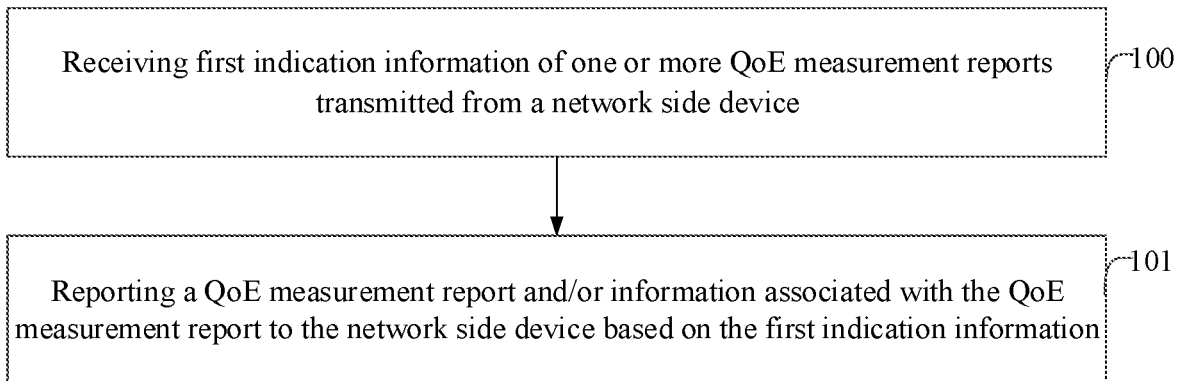 Receiving first indication information of one or more QoE measurement reports
transmitted from a network side device
100
Reporting a QoE measurement report and/or information associated with the QoE
measurement report to the network side device based on the first indication information
101